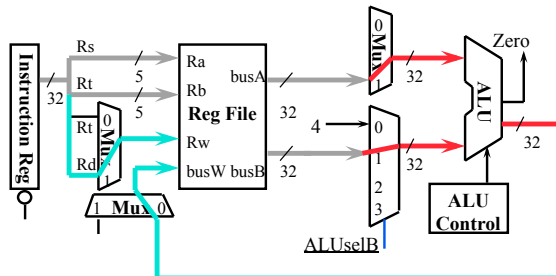 Instruction Reg
32
Rs
5
Rt
5
Rt
0
Mux
1
Rd
Ra
busA
Rb
Reg File
Rw
busW busB
1 Mux 0
32
32
0
Mux
1
32
4
0
1
2
3
32
ALUselB
ALU
Zero
32
ALU
Control